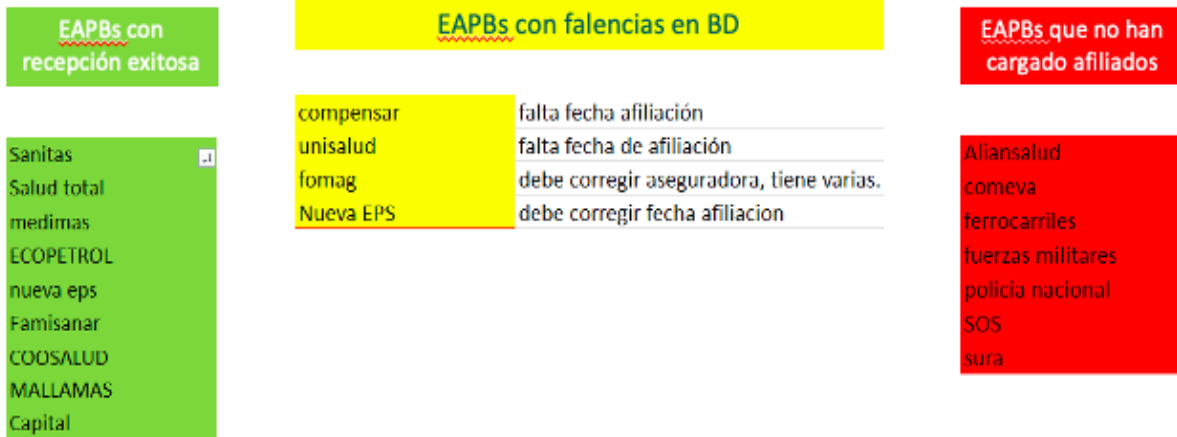 EAPBs con
recepción exitosa
Sanitas
Salud total
medimas
ECOPETROL
nueva eps
Famisanar
COOSALUD
MALLAMAS
Capital
EAPBs con falencias en BD
compensar falta fecha afiliación
unisalud falta fecha de afiliación
fomag debe corregir aseguradora, tiene varias.
Nueva EPS debe corregir fecha afiliacion
EAPBs que no han
cargado afiliados
Aliansalud
comeva
ferrocarriles
fuerzas militares
policia nacional
SOS
sura